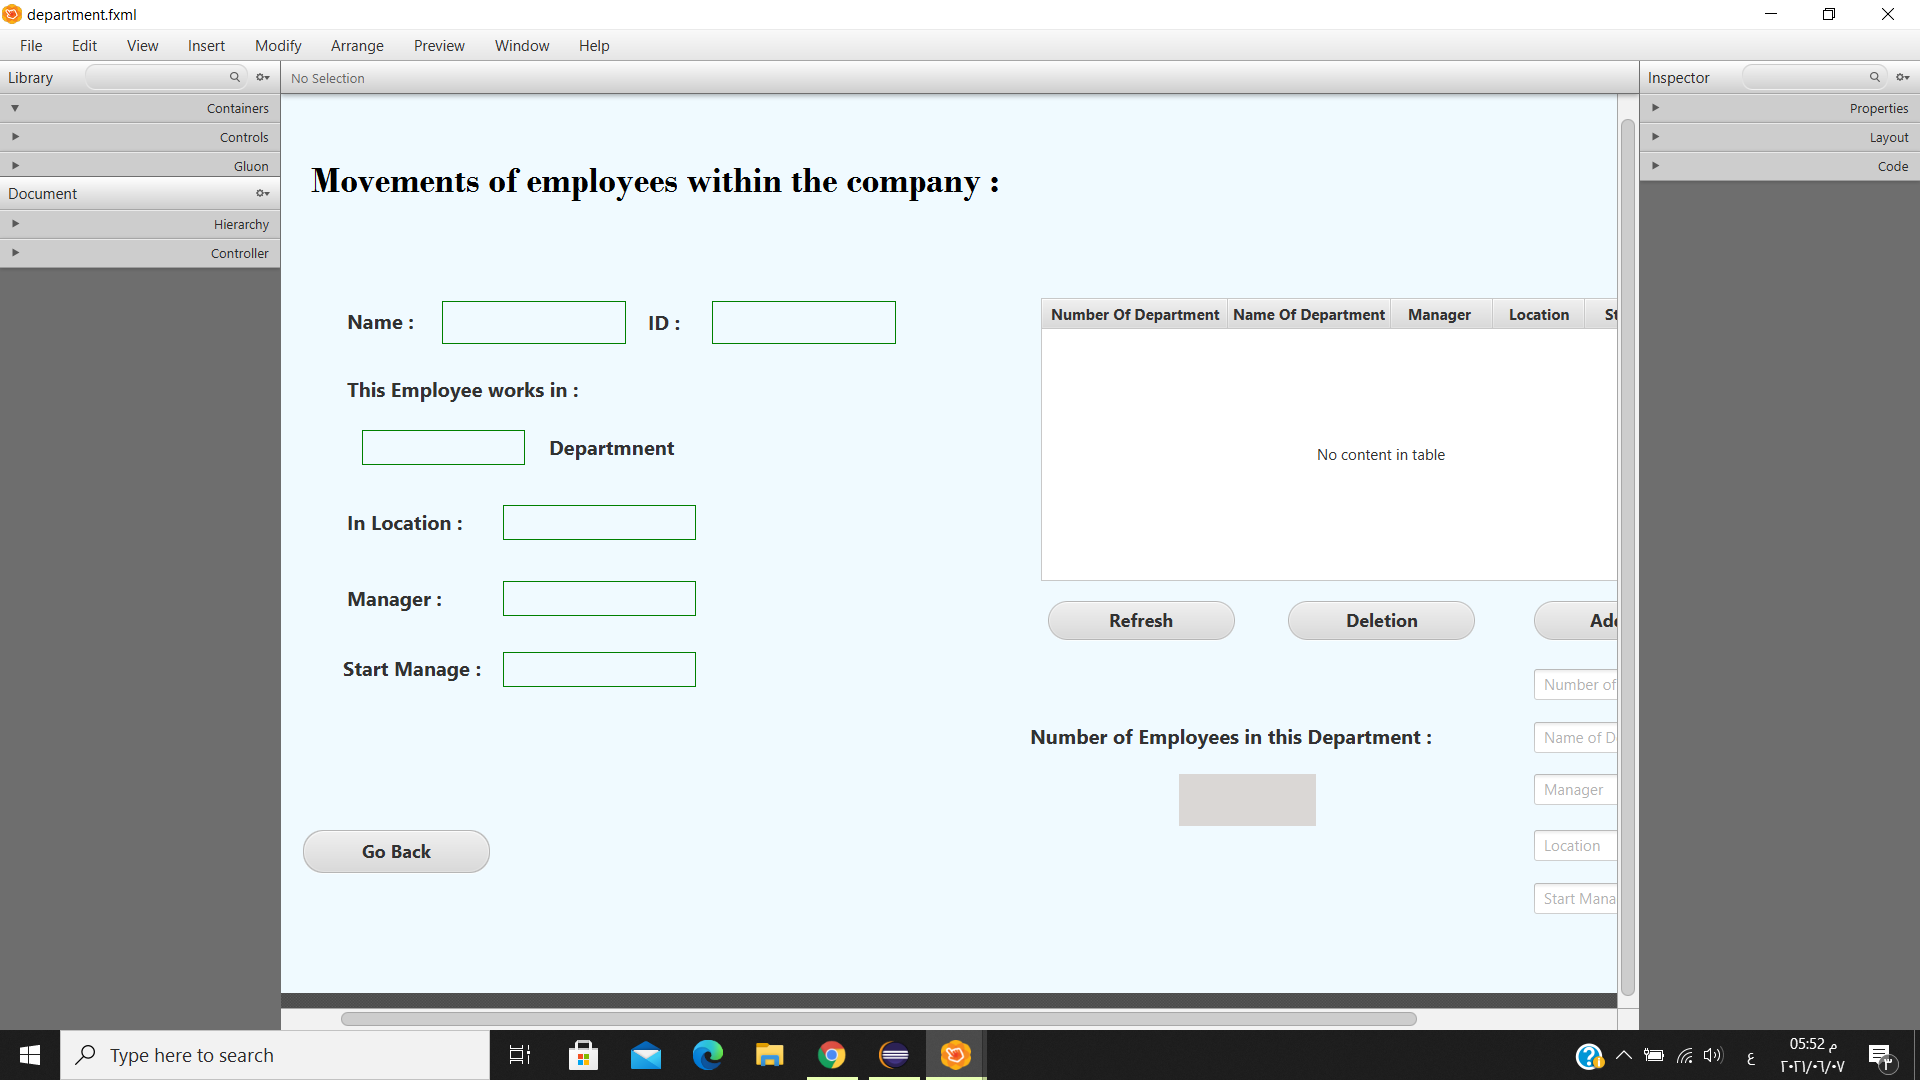 department.fxml
File Edit View Insert Modify Arrange Preview Window Help
Library
No Selection
Inspector
Containers
Controls
Gluon
Document
Hierarchy
Controller
Properties
Layout
Code
Movements of employees within the company :
Name :
ID :
This Employee works in :
Departmnent
In Location :
Manager :
Start Manage :
Go Back
Number Of Department Name Of Department Manager Location St
No content in table
Refresh Deletion Add
Number of
Name of D
Manager
Location
Start Mana
Number of Employees in this Department :
Type here to search
ع
05:52 م
٢٠٢١/٠٦/٠٧
٣